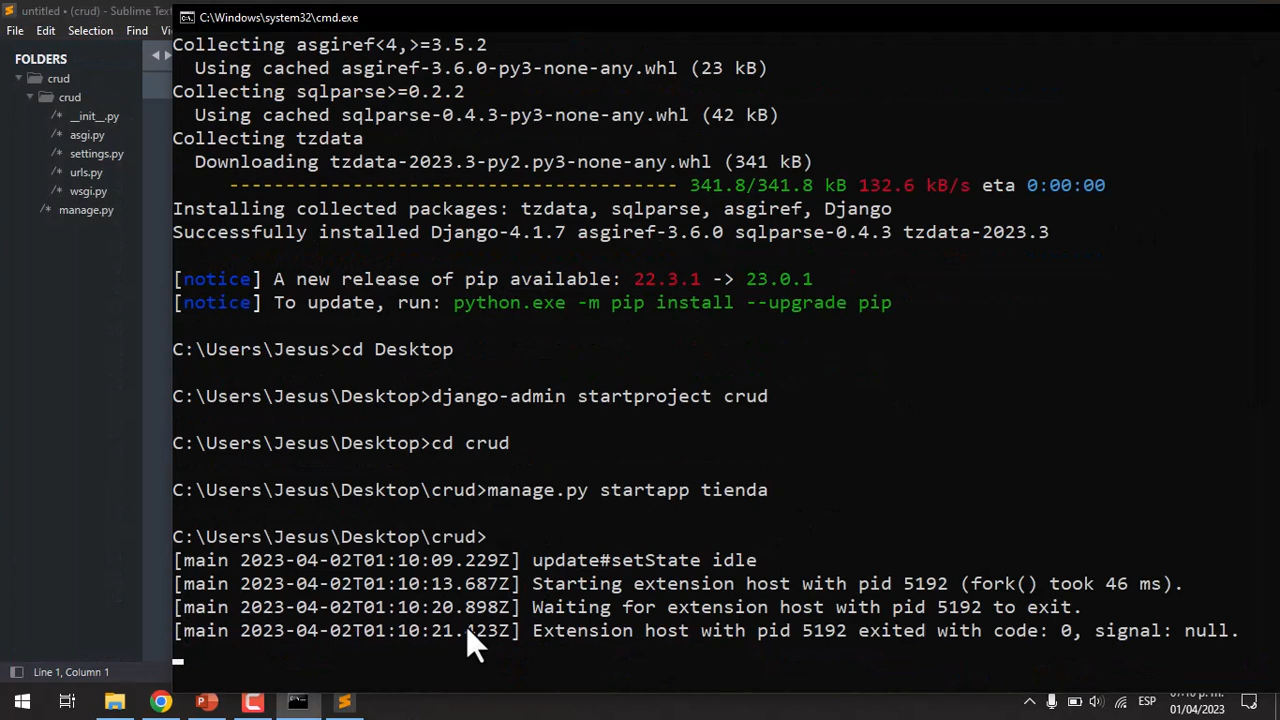 untitled • (crud) - Sublime Text
C:\Windows\system32\cmd.exe
File Edit Selection Find
FOLDERS
crud
crud
/* __init__.py
/* asgi.py
/* settings.py
/* urls.py
/* wsgi.py
/* manage.py
Collecting asgiref<4,>=3.5.2
Using cached asgiref-3.6.0-py3-none-any.whl (23 kB)
Collecting sqlparse>=0.2.2
Using cached sqlparse-0.4.3-py3-none-any.whl (42 kB)
Collecting tzdata
Downloading tzdata-2023.3-py2.py3-none-any.whl (341 kB)
---------------------------------------- 341.8/341.8 kB 132.6 kB/s eta 0:00:00
Installing collected packages: tzdata, sqlparse, asgiref, Django
Successfully installed Django-4.1.7 asgiref-3.6.0 sqlparse-0.4.3 tzdata-2023.3
[notice] A new release of pip available: 22.3.1 -> 23.0.1
[notice] To update, run: python.exe -m pip install --upgrade pip
C:\Users\Jesus>cd Desktop
C:\Users\Jesus\Desktop>django-admin startproject crud
C:\Users\Jesus\Desktop>cd crud
C:\Users\Jesus\Desktop\crud>manage.py startapp tienda
C:\Users\Jesus\Desktop\crud>
[main 2023-04-02T01:10:09.229Z] update#setState idle
[main 2023-04-02T01:10:13.687Z] Starting extension host with pid 5192 (fork() took 46 ms).
[main 2023-04-02T01:10:20.898Z] Waiting for extension host with pid 5192 to exit.
[main Extension host with pid 5192 exited with code: 0, signal: null.
Line 1, Column 1
ESP
01/04/2023